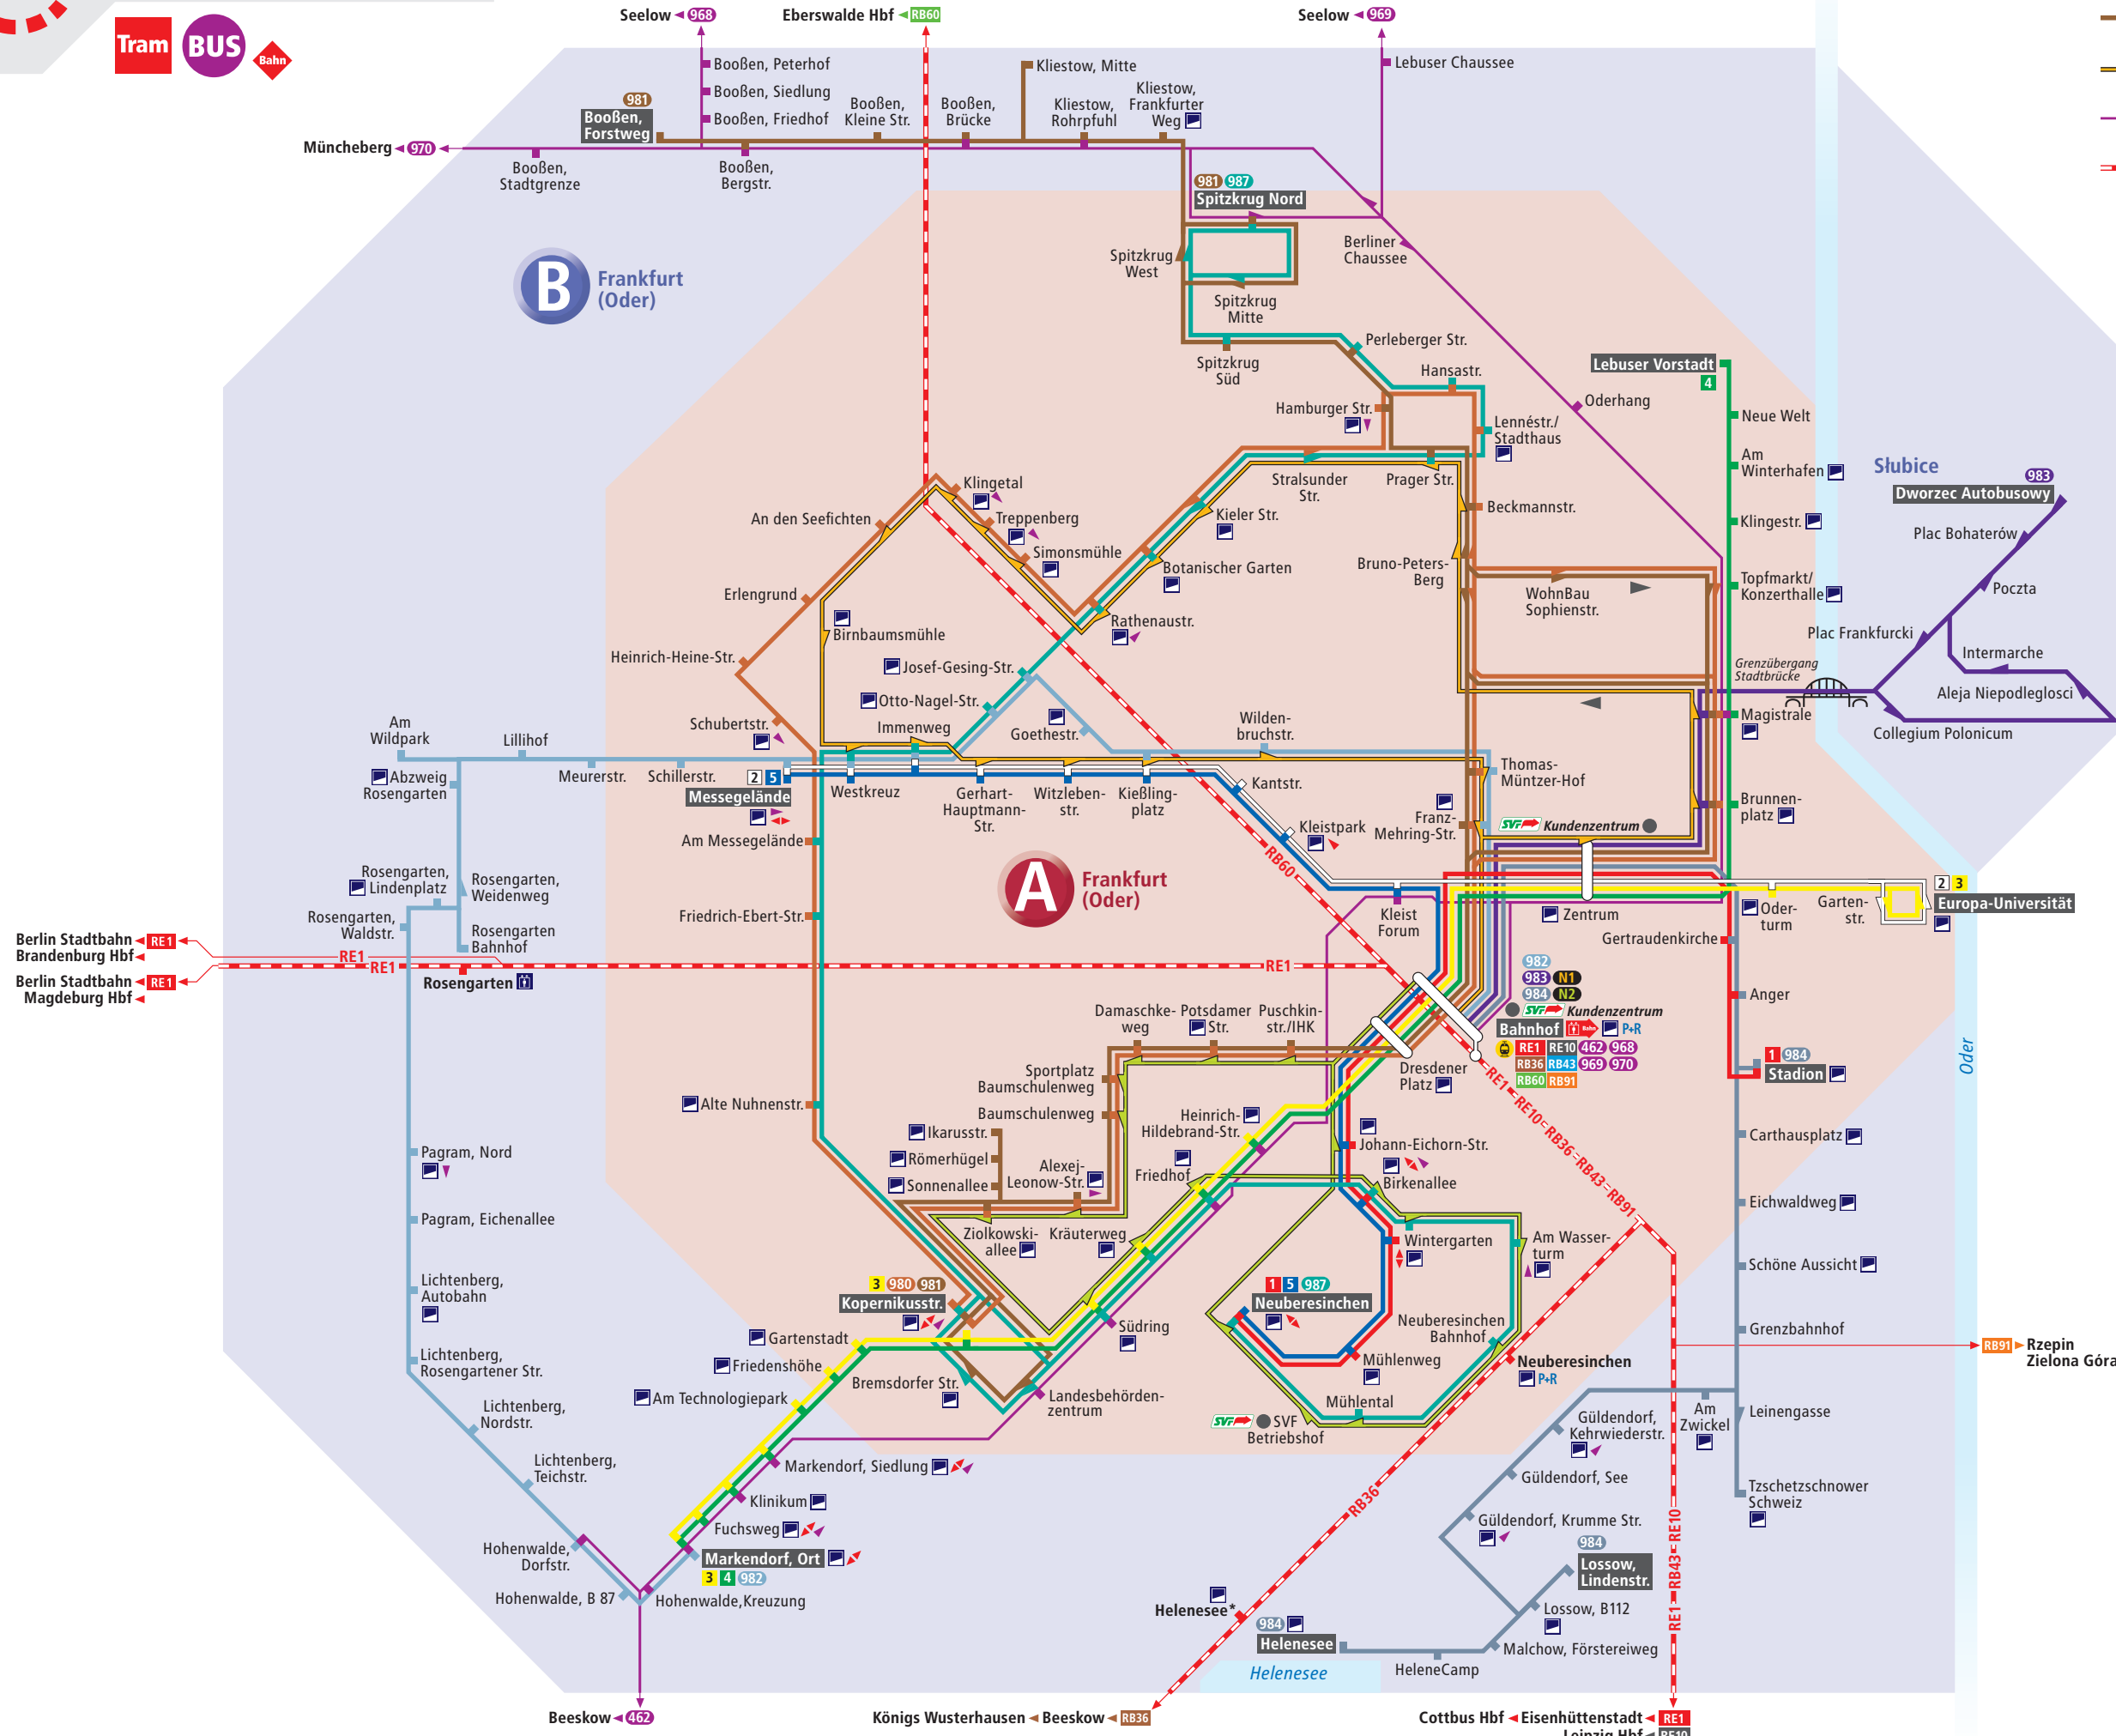 Tram
BUS
Bahn
Seelow 968
Eberswalde Hbf RB60
Seelow 969
Booßen, Peterhof
Booßen, Siedlung
Booßen, Friedhof
Kliestow, Mitte
Lebuser Chaussee
981
Booßen,
Forstweg
Booßen,
Kleine Str.
Booßen,
Brücke
Kliestow,
Rohrpfuhl
Kliestow,
Frankfurter
Weg
Müncheberg 970
Booßen,
Stadtgrenze
Booßen,
Bergstr.
981 987
Spitzkrug Nord
Spitzkrug
West
Spitzkrug
Mitte
Berliner
Chaussee
B
Frankfurt
(Oder)
Spitzkrug
Süd
Perleberger Str.
Hansastr.
Hamburger Str.
Lennéstr./
Stadthaus
Oderhang
Lebuser Vorstadt
4
Neue Welt
Am
Winterhafen
Klingestr.
Topfmarkt/
Konzerthalle
Słubice
983
Dworzec Autobusowy
Plac Bohaterów
Poczta
Plac Frankfurcki
Intermarche
Aleja Niepodleglosci
Collegium Polonicum
Grenzübergang
Stadtbrücke
Magistrale
Brunnen-
platz
Stralsunder
Str.
Prager Str.
Beckmannstr.
Bruno-Peters-
Berg
WohnBau
Sophienstr.
Klingetal
Treppenberg
Simonsmühle
An den Seefichten
Kieler Str.
Botanischer Garten
Rathenaustr.
Erlengrund
Birnbaumsmühle
Heinrich-Heine-Str.
Josef-Gesing-Str.
Otto-Nagel-Str.
Immenweg
Goethestr.
Wilden-
bruchstr.
Schubertstr.
Am
Wildpark
Lillihof
Meurerstr.
Schillerstr.
Abzweig
Rosengarten
2 5
Messegelände
Westkreuz
Gerhart-
Hauptmann-
Str.
Witzleben-
str.
Kießling-
platz
Kantstr.
Kleistpark
Thomas-
Müntzer-Hof
Franz-
Mehring-Str.
SVF Kundenzentrum
Am Messegelände
A
Frankfurt
(Oder)
RB60
Rosengarten,
Lindenplatz
Rosengarten,
Weidenweg
Rosengarten,
Waldstr.
Rosengarten
Bahnhof
Friedrich-Ebert-Str.
Kleist
Forum
Zentrum
Oder-
turm
Garten-
str.
2 3
Europa-Universität
Gertraudenkirche
Berlin Stadtbahn
Brandenburg Hbf
RE1
Berlin Stadtbahn
Magdeburg Hbf
RE1
RE1
RE1
RE1
Rosengarten
982
983 N1
984 N2
SVF Kundenzentrum
Bahnhof Bahn P+R
RE1 RE10 462 968
RB36 RB43 969 970
RB60 RB91
Anger
1 984
Stadion
Oder
Damaschke-
weg
Potsdamer
Str.
Puschkin-
str./IHK
Dresdener
Platz
Sportplatz
Baumschulenweg
Baumschulenweg
Alte Nuhnenstr.
Ikarusstr.
Römerhügel
Sonnenallee
Alexej-
Leonow-Str.
Heinrich-
Hildebrand-Str.
Friedhof
Johann-Eichorn-Str.
Birkenallee
RE1-RE10-RB36-RB43-RB91
Carthausplatz
Eichwaldweg
Schöne Aussicht
Grenzbahnhof
Pagram, Nord
Pagram, Eichenallee
Lichtenberg,
Autobahn
Lichtenberg,
Rosengartener Str.
Lichtenberg,
Nordstr.
Lichtenberg,
Teichstr.
Ziolkowski-
allee
Kräuterweg
Wintergarten
Am Wasser-
turm
3 980 981
Kopernikusstr.
1 5 987
Neuberesinchen
Südring
Neuberesinchen
Bahnhof
Neuberesinchen
P+R
Mühlenweg
Mühlental
SVF SVF
Betriebshof
Gartenstadt
Friedenshöhe
Am Technologiepark
Bremsdorfer Str.
Landesbehörden-
zentrum
Markendorf, Siedlung
Klinikum
Fuchsweg
Markendorf, Ort
3 4 982
Hohenwalde,
Dorfstr.
Hohenwalde, B 87
Hohenwalde,Kreuzung
RB91 Rzepin
Zielona Góra
Am
Zwickel
Leinengasse
Güldendorf,
Kehrwiederstr.
Güldendorf, See
Tzschetzschnower
Schweiz
Güldendorf, Krumme Str.
984
Lossow,
Lindenstr.
Lossow, B112
Malchow, Förstereiweg
HeleneCamp
984
Helenesee
Helenesee*
Helenesee
RB36
RE1-RB43-RE10
Beeskow 462
Königs Wusterhausen Beeskow RB36
Cottbus Hbf Eisenhüttenstadt RE1
Leipzig Hbf RE10